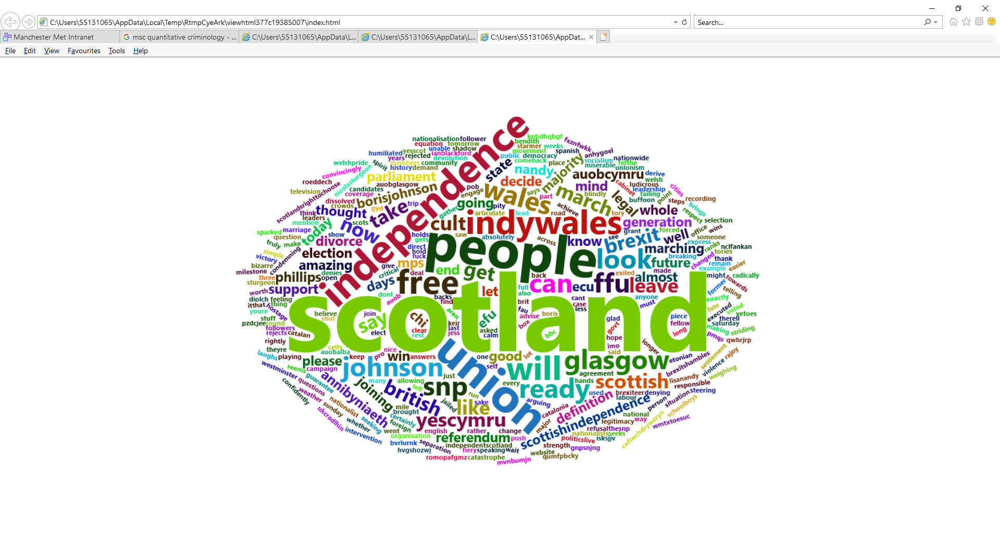 C:\Users\55131065\AppData\Local\Temp\RtmpCyeArk\viewhtml377c19385007\index.html
Search...
Manchester Met Intranet
msc quantitative criminology - ...
C:\Users\55131065\AppData\L...
C:\Users\55131065\AppData\L...
C:\Users\55131065\AppDat...
File Edit View Favourites Tools Help
independence
nationalisation follower
equation tomorrow
knbdhqbgf
bendith
fxznfwkk
starmer weeks
yesscot unable shadow
movement spanish
anhygoel
humiliated
rejected ianblackford
public democracy
nationwide
years devolution
comeback place
socialism
fefthe
welshpride spirit
members community
state
majority
miserable unionism
convincingly
history demand
nandy
auobcymru derive
nicolasturgeon
parliament
decide
welsh
roeddech
auobglasgow
pob
mind
cabinet
ludicrous
cities
scotlandsrighttochoose
candidates
borisjohnson
engage
wales
says
march
leadership
television
coverage
part
blindly
failing
point
dissolved
trip
going
pity
achieve
legal
buffoon
steps recording
crowds
gyd
take
gather
articulate lead road
tory
whole
respect
brings
think
thought
leaders
cult
indywales
generation
selection
mention
today
scots
now
saw
absolutely
across
grant
forced
office
wins
sparked marriage
show
holds
gets
people
know
see
brexit
well
someone
question
divorce
direct
hold
look
marching
express
ranks
nclfankan
truly make
election
fuck
mps
breaking
changed
tories
simple
condemning
amazing
give
end
get
future
thank
victory
remain
bizarre
denies
critical
deal
back
exiled made
example easier
milestone
three
phillips
open
days
free
can
ecu
ffu
almost
might
towards
radically
sturgeon
support
let
full
leave
former
telling
worth
dont
also
scotland
anyone
exactly
diolch feeling
auob
backs
find
brit
cant
must
fate
voted
itthat thing
hostage
case
less
executed
youre
believe
join
aren
fau
boris
piece
yetoes
stuff
shut
say
chi
efu
advise
glad
therell
pzdcjee round
keir
box
govt
fellow
saturday
followers
elect
clear
last
asked
bbc
long
making striding
rejects catalan
rest
jess
calm
hope
pmqs
rightly
imo
longer
qwhrjrp
theyre
celts
nice
union
said
settlement
laughs playing
auobalba
keep
pro
win answers
one
good
lot
glasgow
etonian
rajoy
westminster
seems
please
campaign
johnson
self
will
agreement
brexitshambles
violence
weighing
guarantee
annibyniaeth
many
allowing
just
every
hands
scottish
lisanandy
confidently
questions
joining
british
tell
snp
run
ready
responsible
weather
used
brexiteer denying
situation
steering
nationalist
mile
jailed
like
sake
arguing
definition
labour
person
schoolboys
ukcradlhin
sunday
seeking
brought
catalonia
scottishindependence
national
cofiwchdryweryn
whether
certainly
foreign
yescymru
major
legitimacy way
wmtxtoesuc
intervention
went
english rather change
refusal thesnp
organisation
referendum
push
nationalists seeks
bvrlurnk
separation
independentscotland
politicslive isksjjv
hvgshozwj
fiery speaking wait
strength gnpsnjng
romopafgmz catastrophe
website
qumfpbcky
mvnbumjn